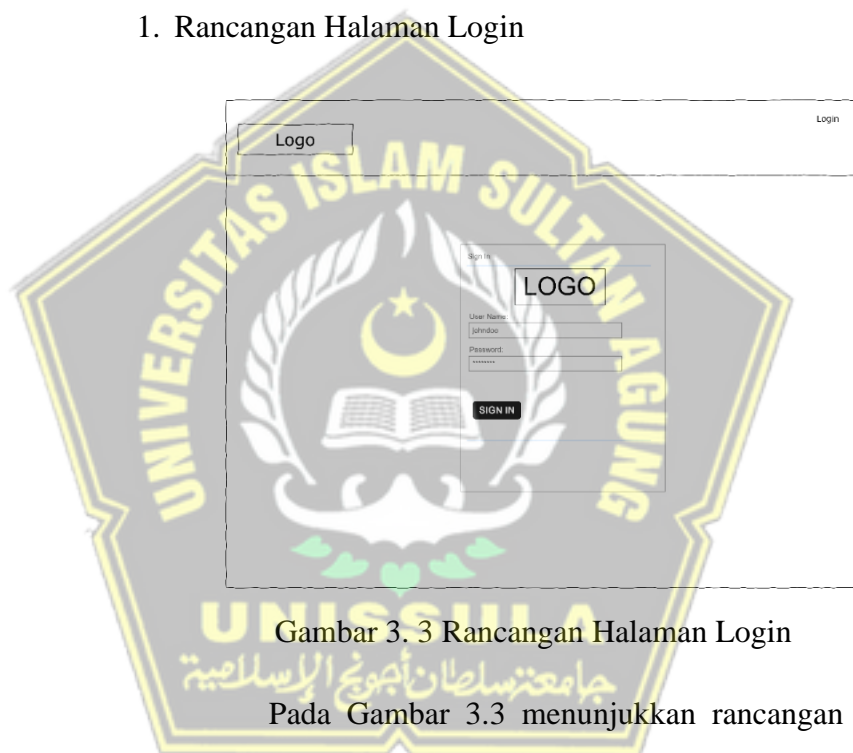 1. Rancangan Halaman Login
Login
Logo
Sign In
LOGO
User Name:
johndoo
Password:
********
SIGN IN
UNIVERSITAS ISLAM SULTAN AGUNG
UNISSULA
جامعة سلطان أجونج الإسلامية
Gambar 3. 3 Rancangan Halaman Login
Pada Gambar 3.3 menunjukkan rancangan